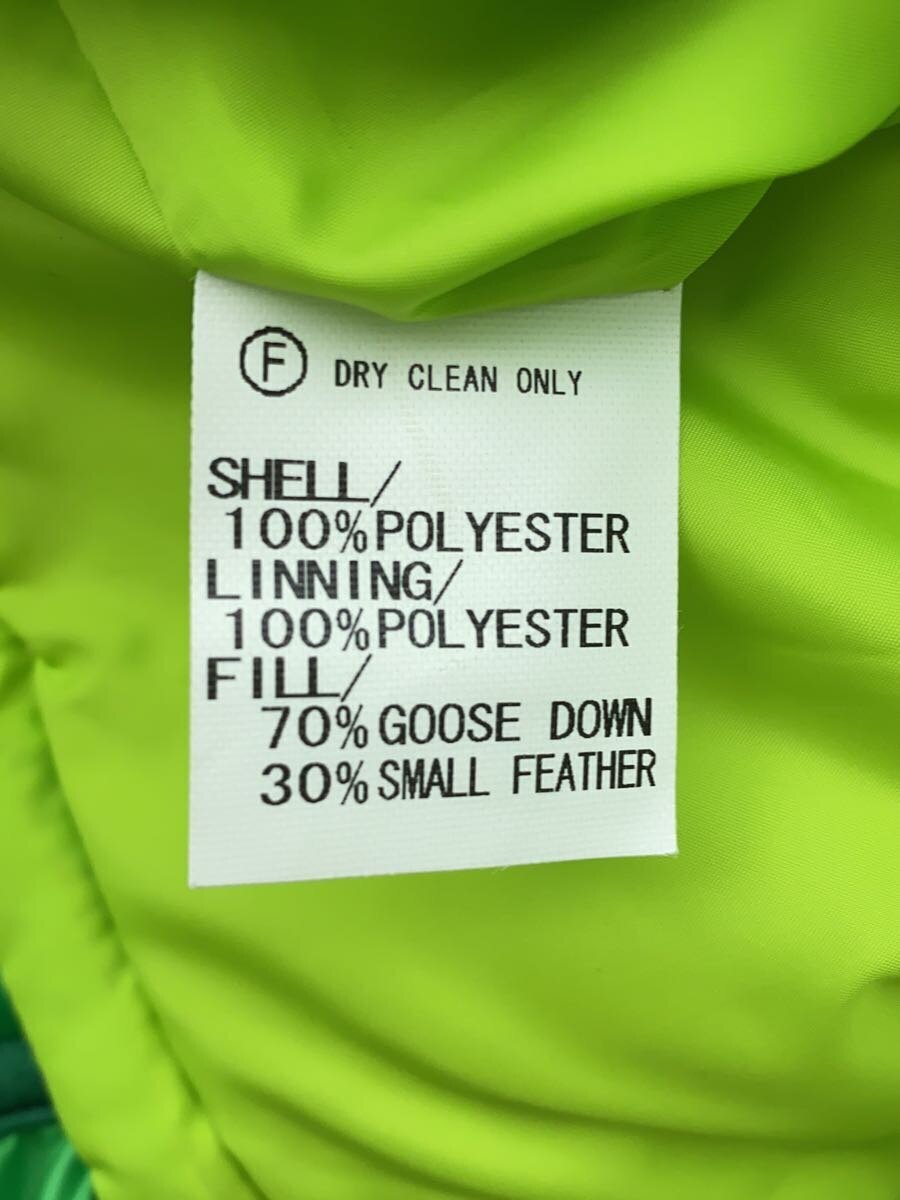 Ⓕ DRY CLEAN ONLY
SHELL/
100%POLYESTER
LINNING/
100%POLYESTER
FILL/
70%GOOSE DOWN
30%SMALL FEATHER